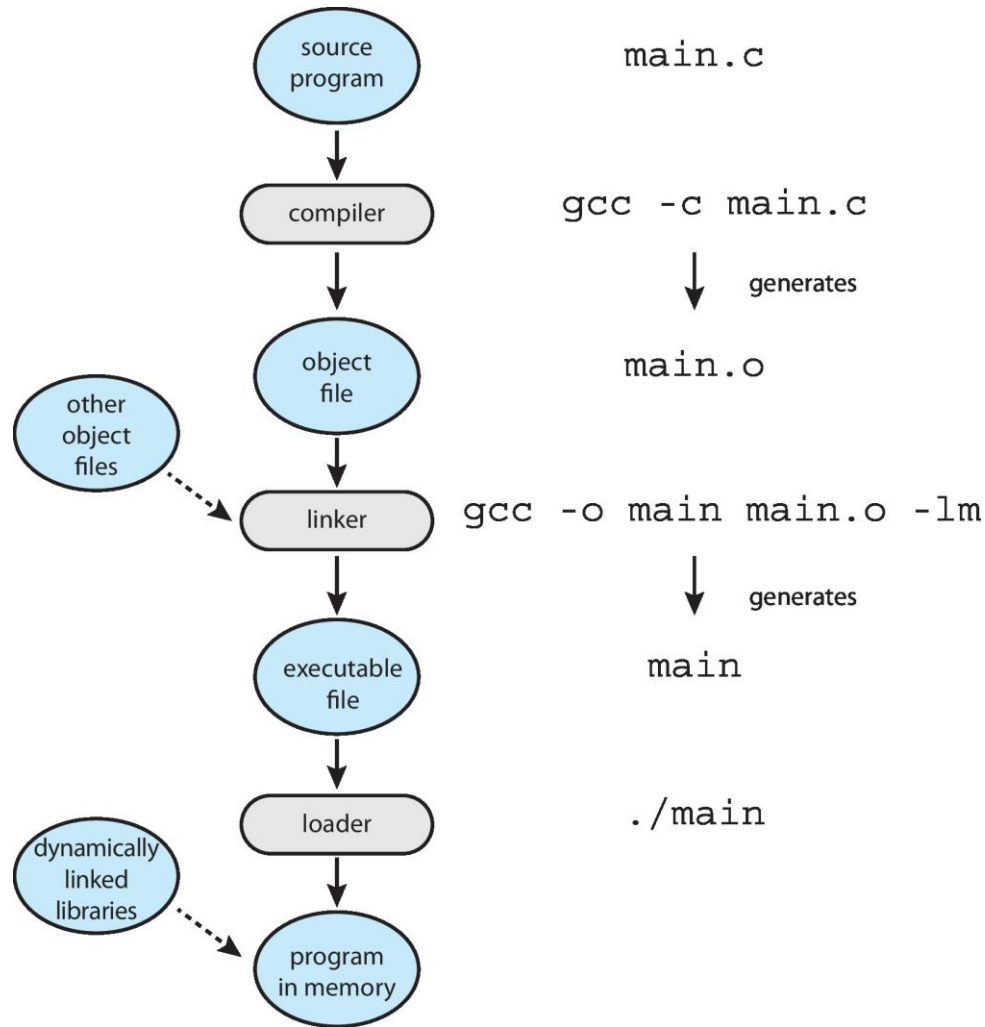 source
program
main.c
compiler
gcc -c main.c
generates
object
file
main.o
other
object
files
linker
gcc -o main main.o -lm
generates
executable
file
main
loader
./main
dynamically
linked
libraries
program
in memory